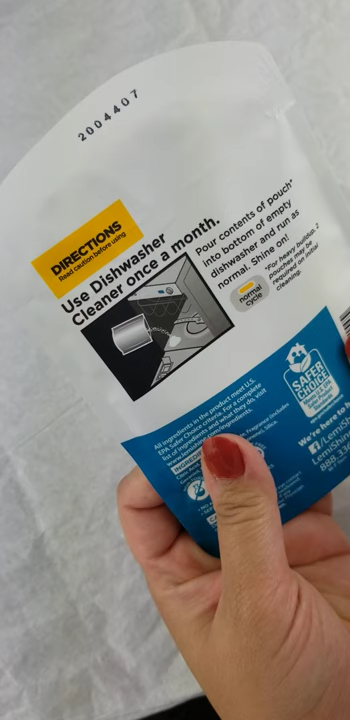 2004407
DIRECTIONS
Read caution before using
Use Dishwasher
Cleaner once a month.
Pour contents of pouch*
into bottom of empty
dishwasher and run as
normal. Shine on!
normal
cycle
*For heavy buildup, 2
pouches may be
required on initial
cleaning.
All ingredients in the product meet U.S.
EPA Safer Choice criteria. For a complete
list of ingredients and what they do, visit
SAFER
CHOICE
We're here to
/LemiShi
LemiShin